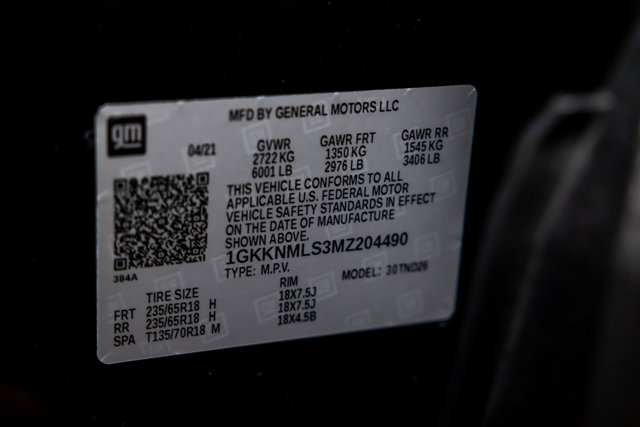 MFD BY GENERAL MOTORS LLC
gm
04/21
GVWR GAWR FRT GAWR RR
2722 KG 1350 KG 1545 KG
6001 LB 2976 LB 3406 LB
THIS VEHICLE CONFORMS TO ALL
APPLICABLE U.S. FEDERAL MOTOR
VEHICLE SAFETY STANDARDS IN EFFECT
ON THE DATE OF MANUFACTURE
SHOWN ABOVE.
1GKKNMLS3MZ204490
384A
TYPE: M.P.V. MODEL: 30TND26
TIRE SIZE RIM
FRT 235/65R18 H 18X7.5J
RR 235/65R18 H 18X7.5J
SPA T135/70R18 M 18X4.5B